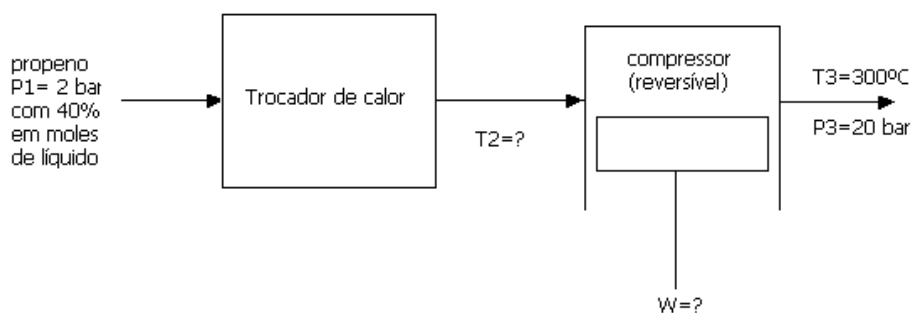 propeno
P1= 2 bar
com 40%
em moles
de líquido
Trocador de calor
T2=?
compressor
(reversível)
W=?
T3=300ºC
P3=20 bar